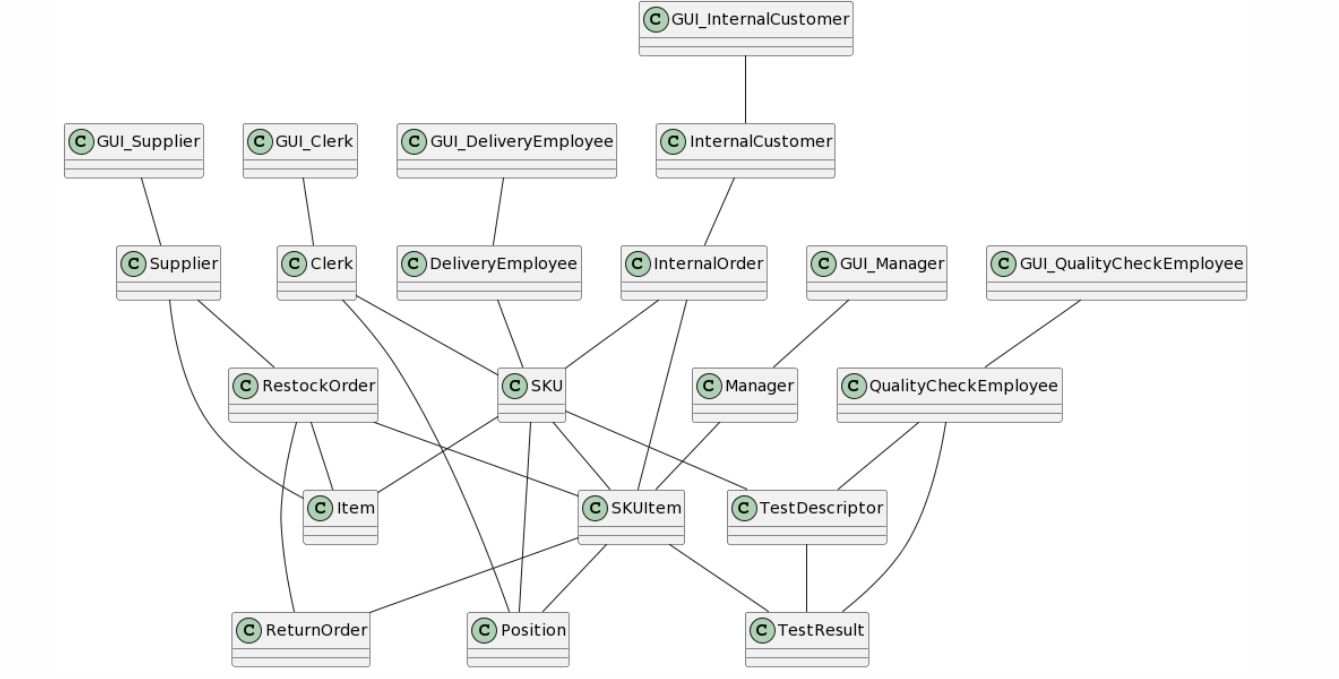 C GUI_InternalCustomer
C GUI_Supplier
C GUI_Clerk
C GUI_DeliveryEmployee
C InternalCustomer
C Supplier
C Clerk
C DeliveryEmployee
C InternalOrder
C GUI_Manager
C GUI_QualityCheckEmployee
C RestockOrder
C SKU
C Manager
C QualityCheckEmployee
C Item
C SKUItem
C TestDescriptor
C ReturnOrder
C Position
C TestResult